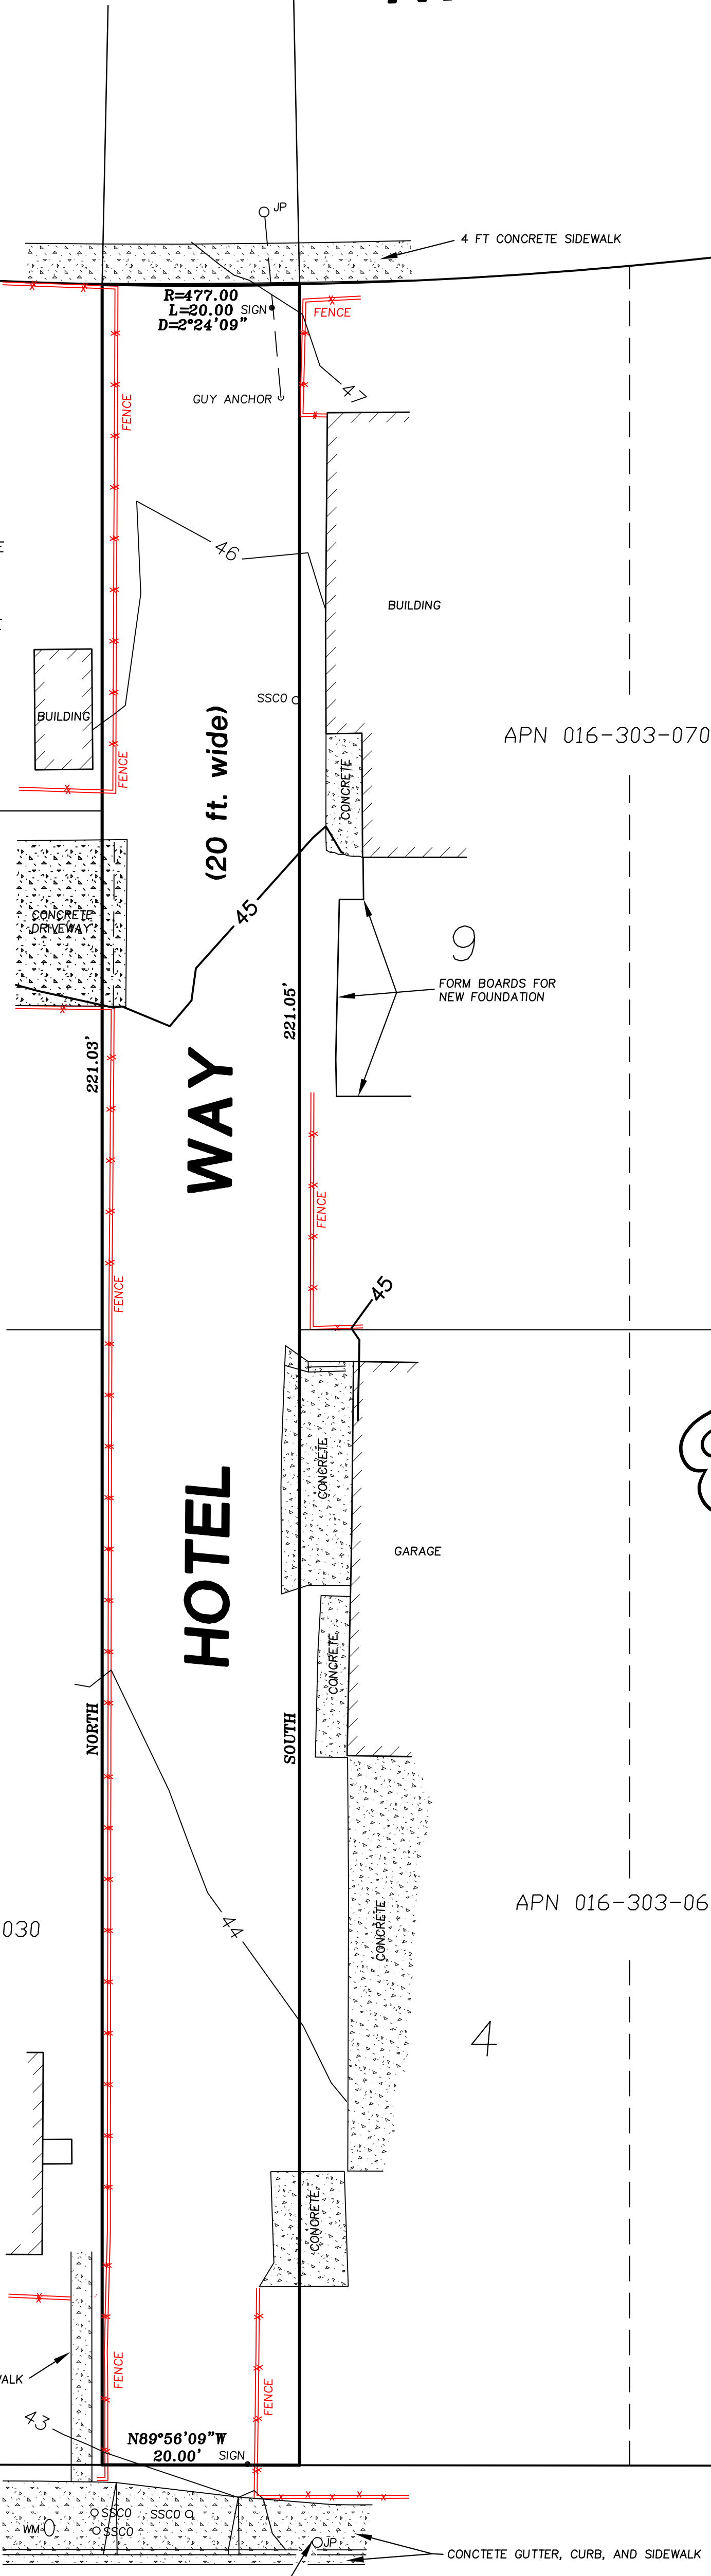 JP
4 FT CONCRETE SIDEWALK
R=477.00
L=20.00
D=2°24'09"
SIGN
FENCE
GUY ANCHOR
47
FENCE
46
BUILDING
SSCO
BUILDING
(20 ft. wide)
APN 016-303-070
FENCE
CONCRETE
45
CONCRETE
DRIVEWAY
9
FORM BOARDS FOR
NEW FOUNDATION
221.05'
221.03'
WAY
FENCE
FENCE
45
CONCRETE
GARAGE
HOTEL
CONCRETE
NORTH
SOUTH
APN 016-303-06
030
44
CONCRETE
4
CONCRETE
ALK
FENCE
FENCE
43
N89°56'09"W
20.00'
SIGN
SSCO
SSCO
WM
SSCO
JP
CONCTETE GUTTER, CURB, AND SIDEWALK